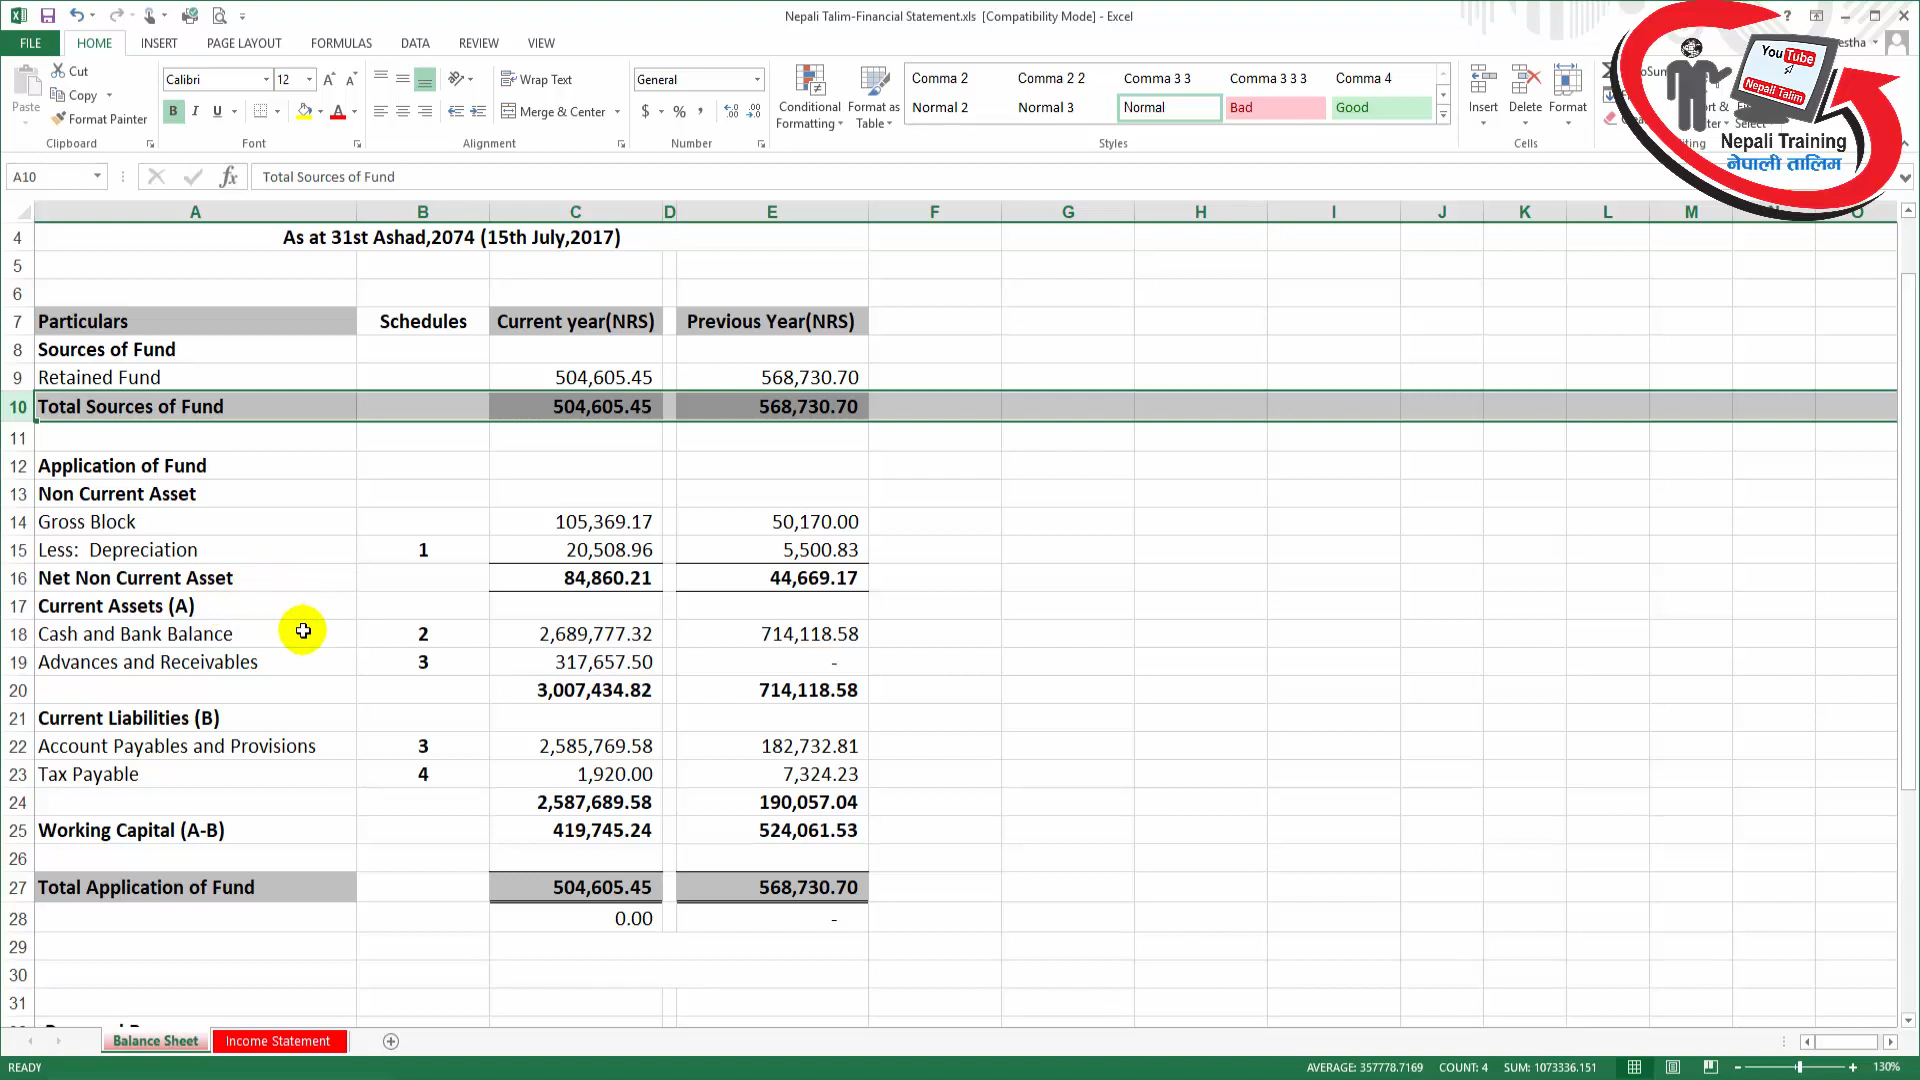 Nepali Talim-Financial Statement.xls [Compatibility Mode] - Excel
FILE HOME INSERT PAGE LAYOUT FORMULAS DATA REVIEW VIEW
Cut
Copy
Format Painter
Paste
Clipboard
Calibri 12
B I U
Font
Wrap Text
Merge & Center
Alignment
General
$ % ,
Number
Conditional Formatting
Format as Table
Comma 2 Comma 2 2 Comma 3 3 Comma 3 3 3 Comma 4
Normal 2 Normal 3 Normal Bad Good
Styles
Insert Delete Format
Cells
You Tube
Nepali Talim
Nepali Training
नेपाली तालिम
A10 fx Total Sources of Fund
A B C D E F G H I J K L M
4 As at 31st Ashad,2074 (15th July,2017)
5
6
7 Particulars Schedules Current year(NRS) Previous Year(NRS)
8 Sources of Fund
9 Retained Fund 504,605.45 568,730.70
10 Total Sources of Fund 504,605.45 568,730.70
11
12 Application of Fund
13 Non Current Asset
14 Gross Block 105,369.17 50,170.00
15 Less: Depreciation 1 20,508.96 5,500.83
16 Net Non Current Asset 84,860.21 44,669.17
17 Current Assets (A)
18 Cash and Bank Balance 2 2,689,777.32 714,118.58
19 Advances and Receivables 3 317,657.50 -
20 3,007,434.82 714,118.58
21 Current Liabilities (B)
22 Account Payables and Provisions 3 2,585,769.58 182,732.81
23 Tax Payable 4 1,920.00 7,324.23
24 2,587,689.58 190,057.04
25 Working Capital (A-B) 419,745.24 524,061.53
26
27 Total Application of Fund 504,605.45 568,730.70
28 0.00 -
29
30
31
Balance Sheet Income Statement
READY AVERAGE: 357778.7169 COUNT: 4 SUM: 1073336.151 130%